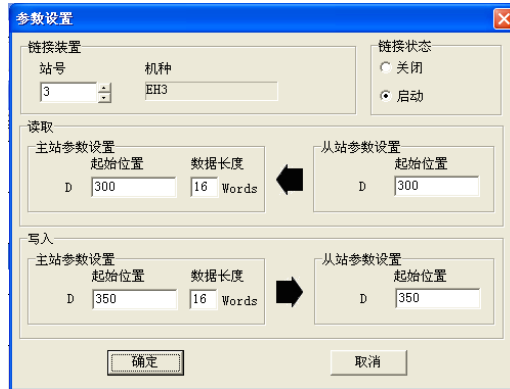 参数设置
链接装置
站号 机种
3 EH3
链接状态
关闭
启动
读取
主站参数设置
起始位置 数据长度
D 300 16 Words
从站参数设置
起始位置
D 300
写入
主站参数设置
起始位置 数据长度
D 350 16 Words
从站参数设置
起始位置
D 350
确定 取消